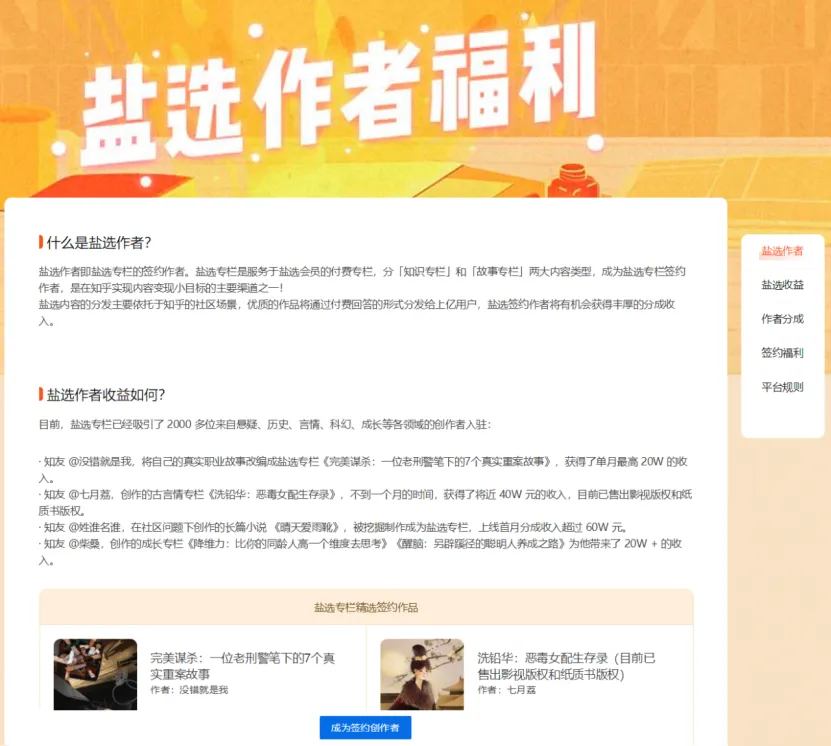 盐选作者福利
什么是盐选作者?
盐选作者即盐选专栏的签约作者。盐选专栏是服务于盐选会员的付费专栏，分「知识专栏」和「故事专栏」两大内容类型，成为盐选专栏签约
作者，是在知乎实现内容变现小目标的主要渠道之一!
盐选内容的分发主要依托于知乎的社区场景，优质的作品将通过付费回答的形式分发给上亿用户，盐选签约作者将有机会获得丰厚的分成收
入。
盐选作者
盐选收益
作者分成
签约福利
平台规则
盐选作者收益如何?
目前，盐选专栏已经吸引了 2000 多位来自悬疑、历史、言情、科幻、成长等各领域的创作者入驻:
· 知友 @没错就是我，将自己的真实职业故事改编成盐选专栏《完美谋杀：一位老刑警笔下的7个真实重案故事》，获得了单月最高 20W 的收
入。
· 知友 @七月荔，创作的古言情专栏《洗铅华：恶毒女配生存录》，不到一个月的时间，获得了将近 40W 元的收入，目前已售出影视版权和纸
质书版权。
· 知友 @姓谁名谁，在社区问题下创作的长篇小说 《晴天爱雨靴》，被挖掘制作成为盐选专栏，上线首月分成收入超过 60W 元。
· 知友 @柴桑，创作的成长专栏《降维力：比你的同龄人高一个维度去思考》《醒脑：另辟蹊径的聪明人养成之路》为他带来了 20W + 的收
入。
盐选专栏精选签约作品
完美谋杀：一位老刑警笔下的7个真
实重案故事
作者：没错就是我
洗铅华：恶毒女配生存录（目前已
售出影视版权和纸质书版权）
作者：七月荔
成为签约创作者